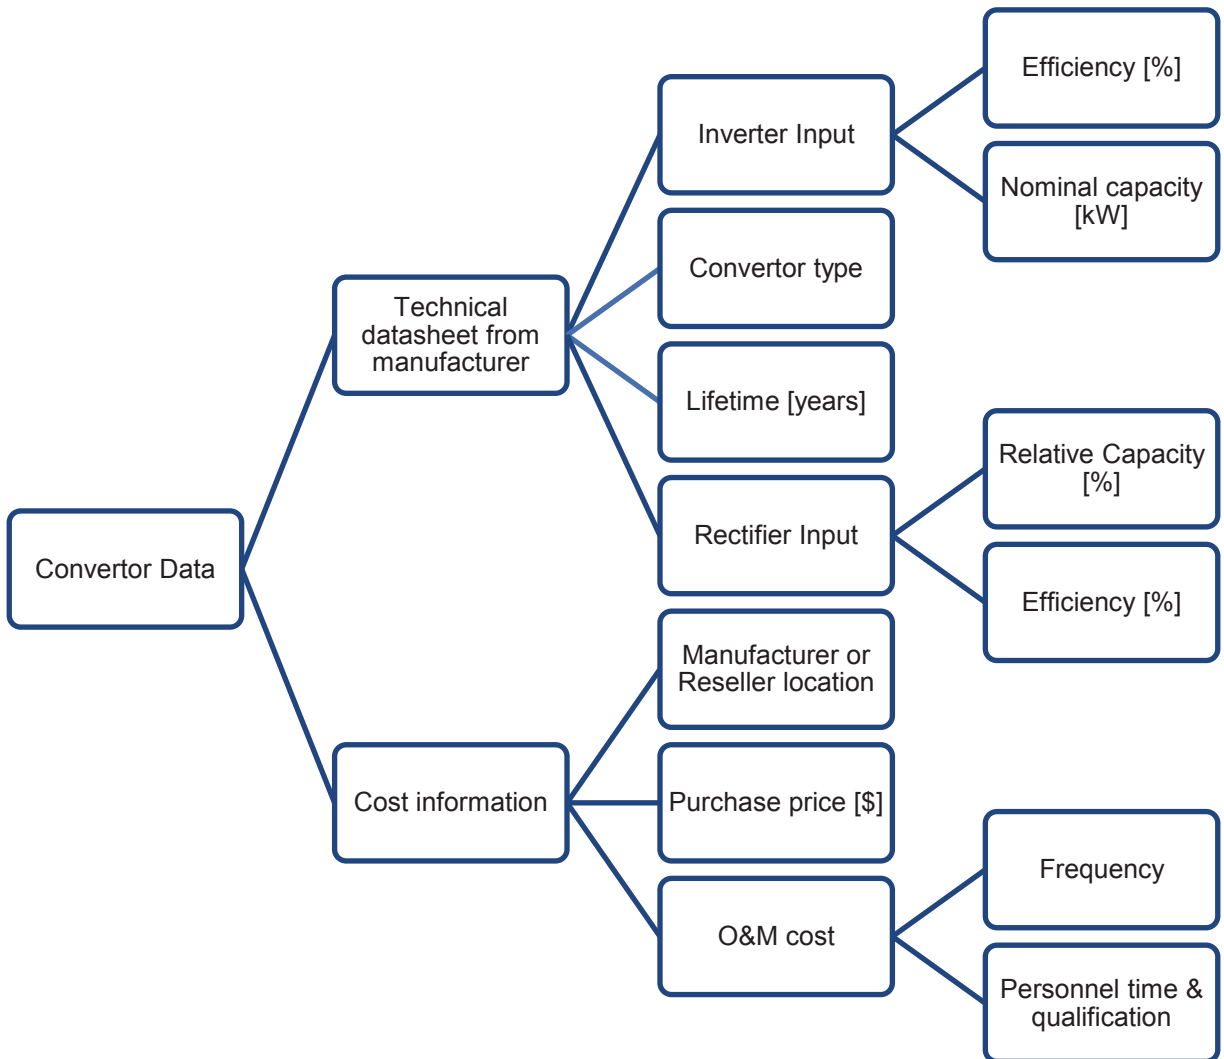 Efficiency [%]
Inverter Input
Nominal capacity
[kW]
Convertor type
Technical
datasheet from
manufacturer
Lifetime [years]
Relative Capacity
[%]
Rectifier Input
Convertor Data
Efficiency [%]
Manufacturer or
Reseller location
Cost information
Purchase price [$]
Frequency
O&M cost
Personnel time &
qualification